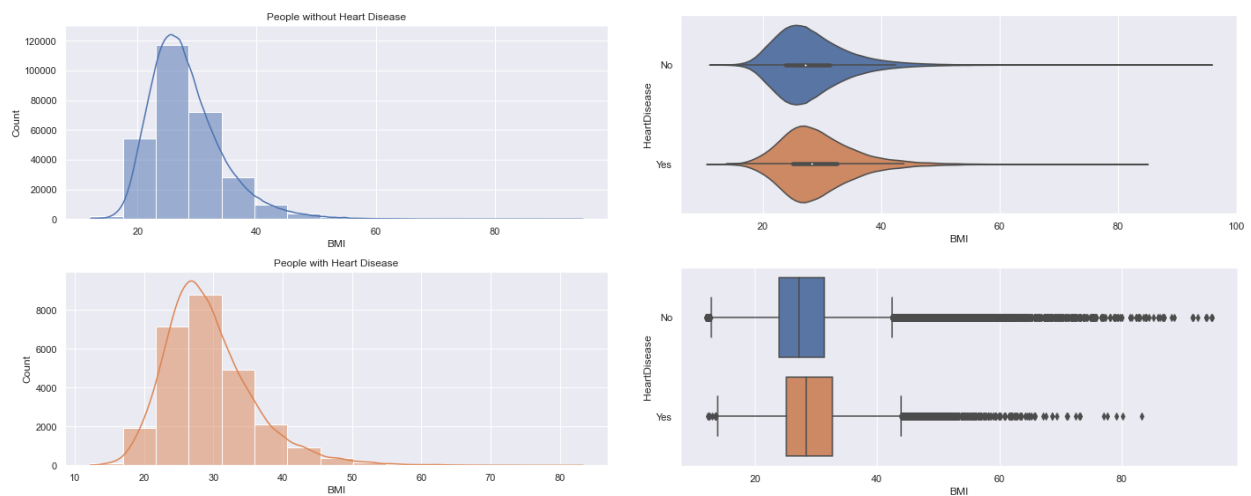 People without Heart Disease
120000
100000
80000
60000
40000
20000
0
Count
20 40 60 80
BMI
No
Yes
HeartDisease
20 40 60 80 100
BMI
People with Heart Disease
8000
6000
4000
2000
0
Count
10 20 30 40 50 60 70 80
BMI
No
Yes
HeartDisease
20 40 60 80
BMI